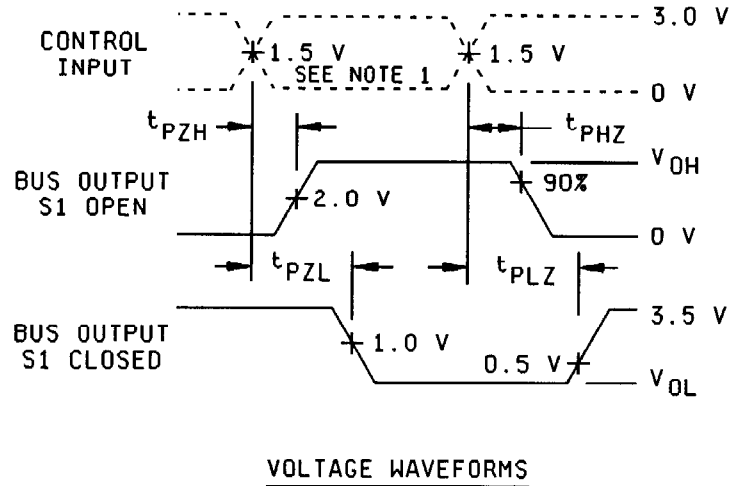 3.0 V
CONTROL
INPUT
1.5 V
1.5 V
SEE NOTE 1
0 V
tPZH
tPHZ
VOH
BUS OUTPUT
S1 OPEN
90%
2.0 V
0 V
tPZL
tPLZ
3.5 V
BUS OUTPUT
S1 CLOSED
1.0 V
0.5 V
VOL
VOLTAGE WAVEFORMS